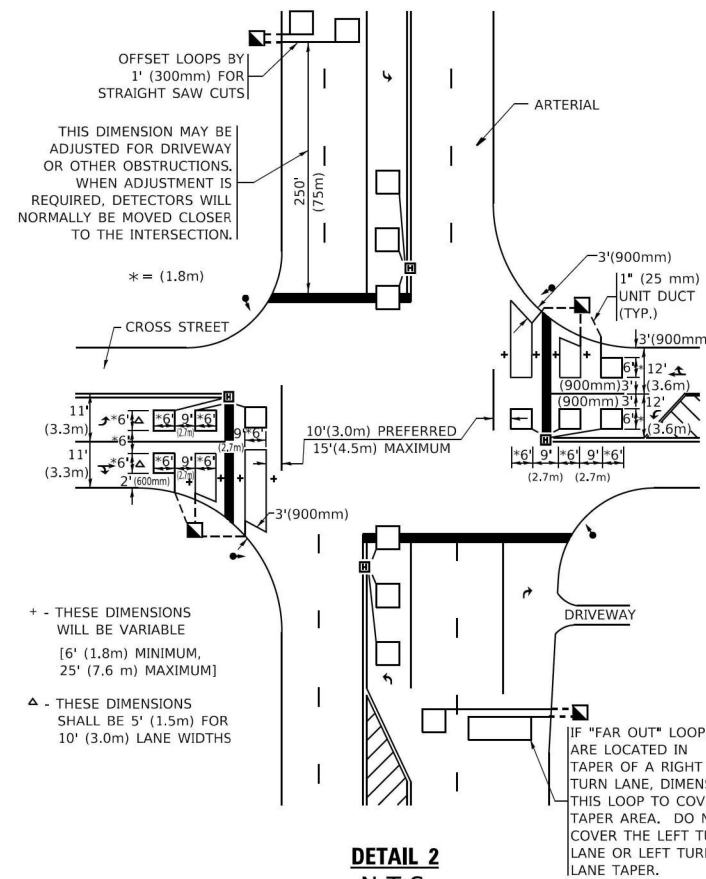 OFFSET LOOPS BY
1' (300mm) FOR
STRAIGHT SAW CUTS
ARTERIAL
THIS DIMENSION MAY BE
ADJUSTED FOR DRIVEWAY
OR OTHER OBSTRUCTIONS.
WHEN ADJUSTMENT IS
REQUIRED, DETECTORS WILL
NORMALLY BE MOVED CLOSER
TO THE INTERSECTION.
250'
(75m)
* = (1.8m)
H
3'(900mm)
1" (25 mm)
UNIT DUCT
(TYP.)
CROSS STREET
3'(900mm
+ + + +
6'* 12'
(900mm) 3' (3.6m)
(900mm) 3' 12'
6'* (3.6m)
H
*6' 9' *6' 9' *6'
(2.7m) (2.7m)
H
11'
(3.3m)
*6' △ *6' 9' *6'
(2.7m)
*6'
9' *6'
(2.7m)
11'
(3.3m)
*6' △ *6' 9' *6'
(2.7m)
2' (600mm)
+ + + +
10'(3.0m) PREFERRED
15'(4.5m) MAXIMUM
3'(900mm)
H
+ - THESE DIMENSIONS
WILL BE VARIABLE
[6' (1.8m) MINIMUM,
25' (7.6 m) MAXIMUM]
△ - THESE DIMENSIONS
SHALL BE 5' (1.5m) FOR
10' (3.0m) LANE WIDTHS
DRIVEWAY
IF "FAR OUT" LOOP
ARE LOCATED IN
TAPER OF A RIGHT
TURN LANE, DIMENS
THIS LOOP TO COV
TAPER AREA. DO N
COVER THE LEFT TU
LANE OR LEFT TUR
LANE TAPER.
DETAIL 2